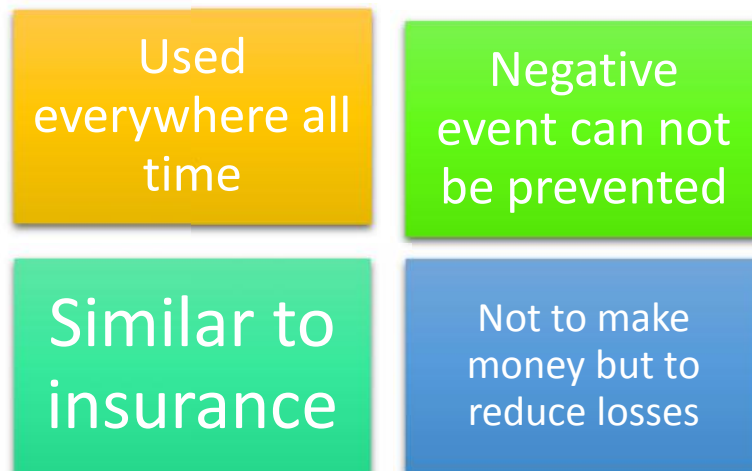 Used
everywhere all
time
Negative
event can not
be prevented
Similar to
insurance
Not to make
money but to
reduce losses